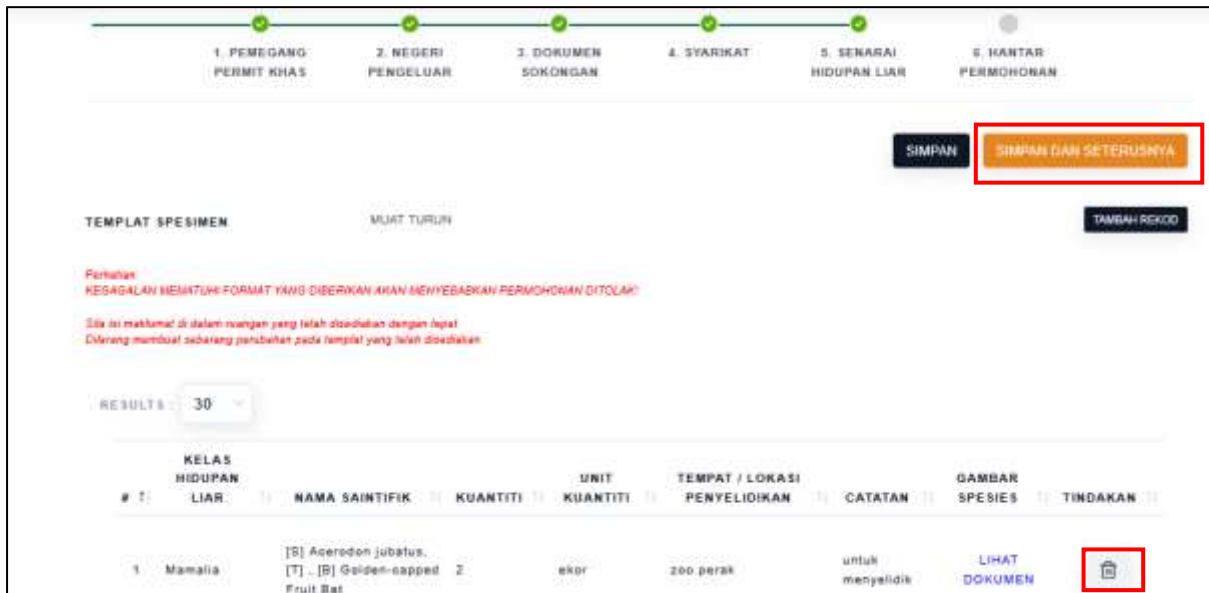 1. PEMEGANG PERMIT KHAS
2. NEGERI PENGELUAR
3. DOKUMEN SOKONGAN
4. SYARIKAT
5. SENARAI HIDUPAN LIAR
6. HANTAR PERMOHONAN
SIMPAN
SIMPAN DAN SETERUSNYA
TEMPLAT SPESIMEN
MUAT TURUN
TAMBAH REKOD
Perhatian
KEGAGALAN MEMATUHI FORMAT YANG DIBERIKAN AKAN MENYEBABKAN PERMOHONAN DITOLAK!
Sila isi maklumat di dalam ruangan yang telah disediakan dengan tepat
Dilarang membuat sebarang perubahan pada templat yang telah disediakan
RESULTS : 30
#
KELAS HIDUPAN LIAR
NAMA SAINTIFIK
KUANTITI
UNIT KUANTITI
TEMPAT / LOKASI PENYELIDIKAN
CATATAN
GAMBAR SPESIES
TINDAKAN
1
Mamalia
[S] Acerodon jubatus,
[T] , [B] Golden-capped
Fruit Bat
2
ekor
zoo perak
untuk
menyelidik
LIHAT
DOKUMEN